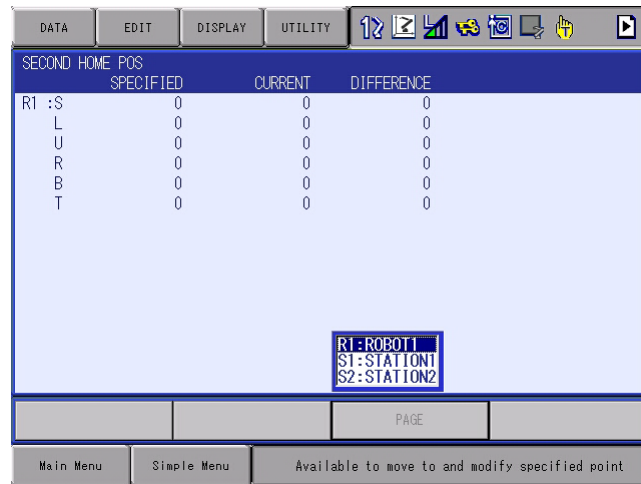 DATA EDIT DISPLAY UTILITY
SECOND HOME POS
SPECIFIED CURRENT DIFFERENCE
R1 :S 0 0 0
L 0 0 0
U 0 0 0
R 0 0 0
B 0 0 0
T 0 0 0
R1:ROBOT1
S1:STATION1
S2:STATION2
PAGE
Main Menu Simple Menu Available to move to and modify specified point